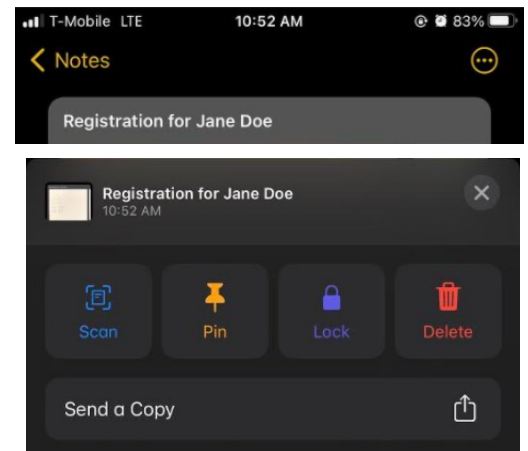 T-Mobile LTE 10:52 AM 83%
Notes
Registration for Jane Doe
Registration for Jane Doe
10:52 AM
Scan Pin Lock Delete
Send a Copy